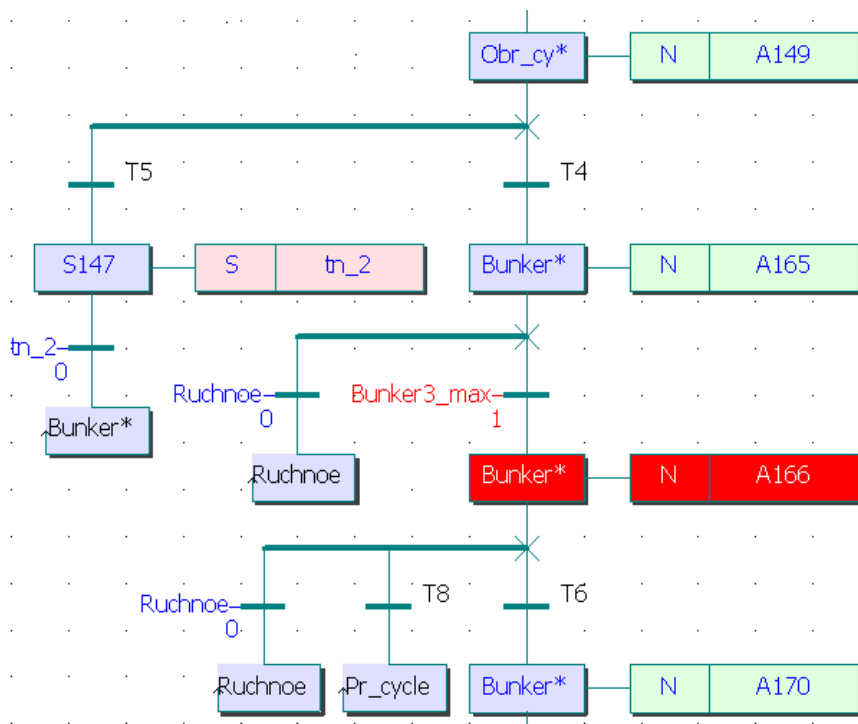 Obr_cy* N A149
T5 T4
S147 S tn_2 Bunker* N A165
tn_2
0
Ruchnoe
0
Bunker3_max
1
Bunker*
Ruchnoe Bunker* N A166
Ruchnoe
0
T8 T6
Ruchnoe Pr_cycle Bunker* N A170